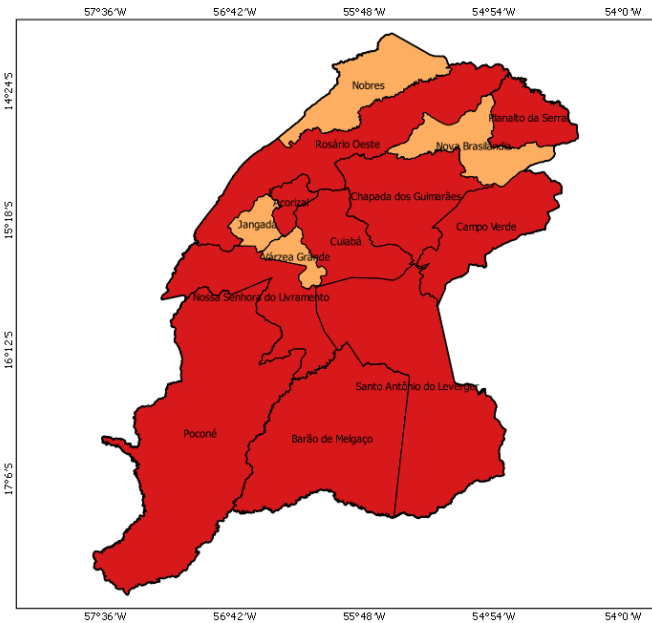 57°36'W 56°42'W 55°48'W 54°54'W 54°0'W
14°24'S
Nobres
Planalto da Serra
Rosário Oeste
Nova Brasilândia
Chapada dos Guimarães
Acorizal
15°18'S
Jangada
Campo Verde
Cuiabá
Várzea Grande
Nossa Senhora do Livramento
16°12'S
Santo Antônio do Leverger
Poconé
Barão de Melgaço
17°6'S
57°36'W 56°42'W 55°48'W 54°54'W 54°0'W